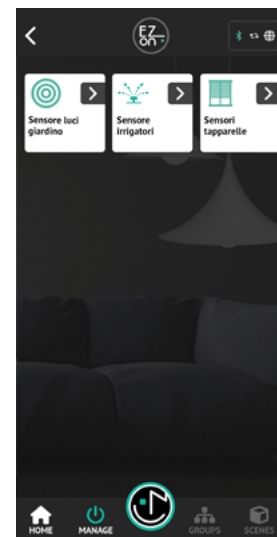 EZ
on
Sensore luci
giardino
Sensore
irrigatori
Sensori
tapparelle
HOME
MANAGE
GROUPS
SCENES